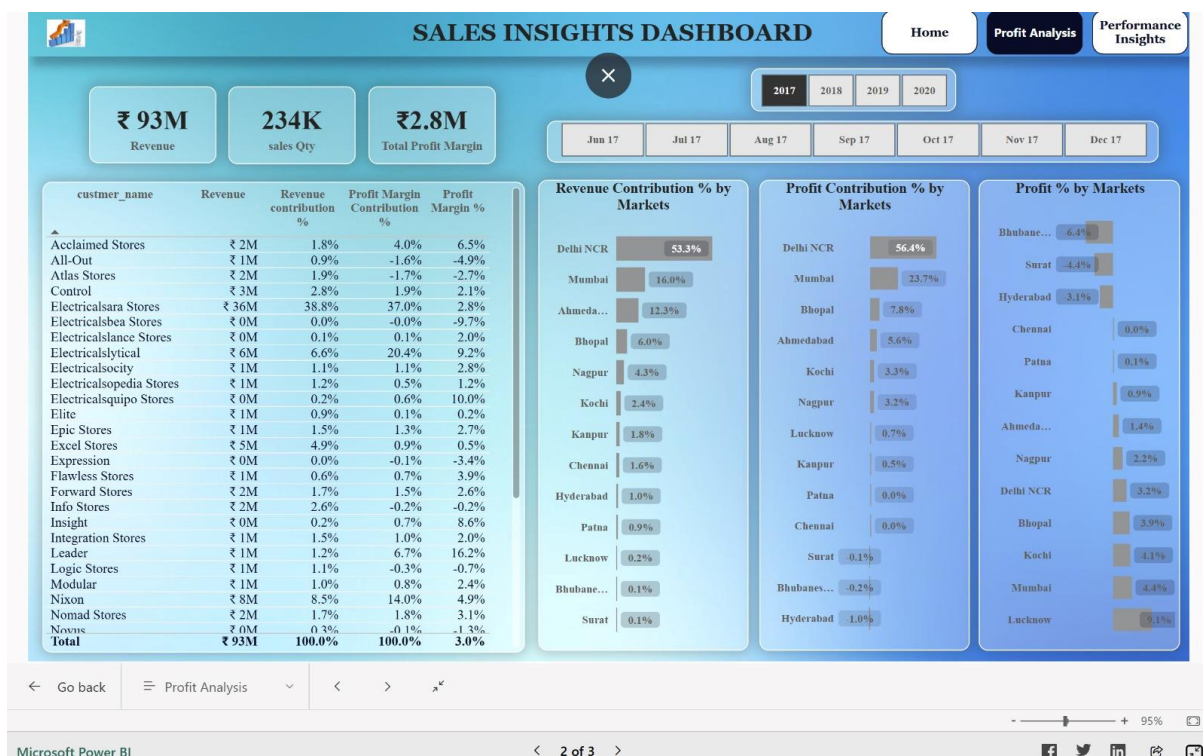 SALES INSIGHTS DASHBOARD
Home
Profit Analysis
Performance
Insights
2017 2018 2019 2020
₹ 93M
Revenue
234K
sales Qty
₹2.8M
Total Profit Margin
Jun 17 Jul 17 Aug 17 Sep 17 Oct 17 Nov 17 Dec 17
custmer_name Revenue Revenue Profit Margin Profit
contribution Contribution Margin %
% %
Acclaimed Stores ₹ 2M 1.8% 4.0% 6.5%
All-Out ₹ 1M 0.9% -1.6% -4.9%
Atlas Stores ₹ 2M 1.9% -1.7% -2.7%
Control ₹ 3M 2.8% 1.9% 2.1%
Electricalsara Stores ₹ 36M 38.8% 37.0% 2.8%
Electricalsbea Stores ₹ 0M 0.0% -0.0% -9.7%
Electricalslance Stores ₹ 0M 0.1% 0.1% 2.0%
Electricalslytical ₹ 6M 6.6% 20.4% 9.2%
Electricalsocity ₹ 1M 1.1% 1.1% 2.8%
Electricalsopedia Stores ₹ 1M 1.2% 0.5% 1.2%
Electricalsquipo Stores ₹ 0M 0.2% 0.6% 10.0%
Elite ₹ 1M 0.9% 0.1% 0.2%
Epic Stores ₹ 1M 1.5% 1.3% 2.7%
Excel Stores ₹ 5M 4.9% 0.9% 0.5%
Expression ₹ 0M 0.0% -0.1% -3.4%
Flawless Stores ₹ 1M 0.6% 0.7% 3.9%
Forward Stores ₹ 2M 1.7% 1.5% 2.6%
Info Stores ₹ 2M 2.6% -0.2% -0.2%
Insight ₹ 0M 0.2% 0.7% 8.6%
Integration Stores ₹ 1M 1.5% 1.0% 2.0%
Leader ₹ 1M 1.2% 6.7% 16.2%
Logic Stores ₹ 1M 1.1% -0.3% -0.7%
Modular ₹ 1M 1.0% 0.8% 2.4%
Nixon ₹ 8M 8.5% 14.0% 4.9%
Nomad Stores ₹ 2M 1.7% 1.8% 3.1%
Novus ₹ 0M 0.3% -0.1% -1.3%
Total ₹ 93M 100.0% 100.0% 3.0%
Revenue Contribution % by
Markets
Delhi NCR 53.3%
Mumbai 16.0%
Ahmeda... 12.3%
Bhopal 6.0%
Nagpur 4.3%
Kochi 2.4%
Kanpur 1.8%
Chennai 1.6%
Hyderabad 1.0%
Patna 0.9%
Lucknow 0.2%
Bhubane... 0.1%
Surat 0.1%
Profit Contribution % by
Markets
Delhi NCR 56.4%
Mumbai 23.7%
Bhopal 7.8%
Ahmedabad 5.6%
Kochi 3.3%
Nagpur 3.2%
Lucknow 0.7%
Kanpur 0.5%
Patna 0.0%
Chennai 0.0%
Surat -0.1%
Bhubanes... -0.2%
Hyderabad -1.0%
Profit % by Markets
Bhubane... 6.4%
Surat -4.4%
Hyderabad 3.1%
Chennai 0.0%
Patna 0.1%
Kanpur 0.9%
Ahmeda... 1.4%
Nagpur 2.2%
Delhi NCR 3.2%
Bhopal 3.9%
Kochi 4.1%
Mumbai 4.4%
Lucknow 9.1%
Go back Profit Analysis
- + 95%
Microsoft Power BI 2 of 3